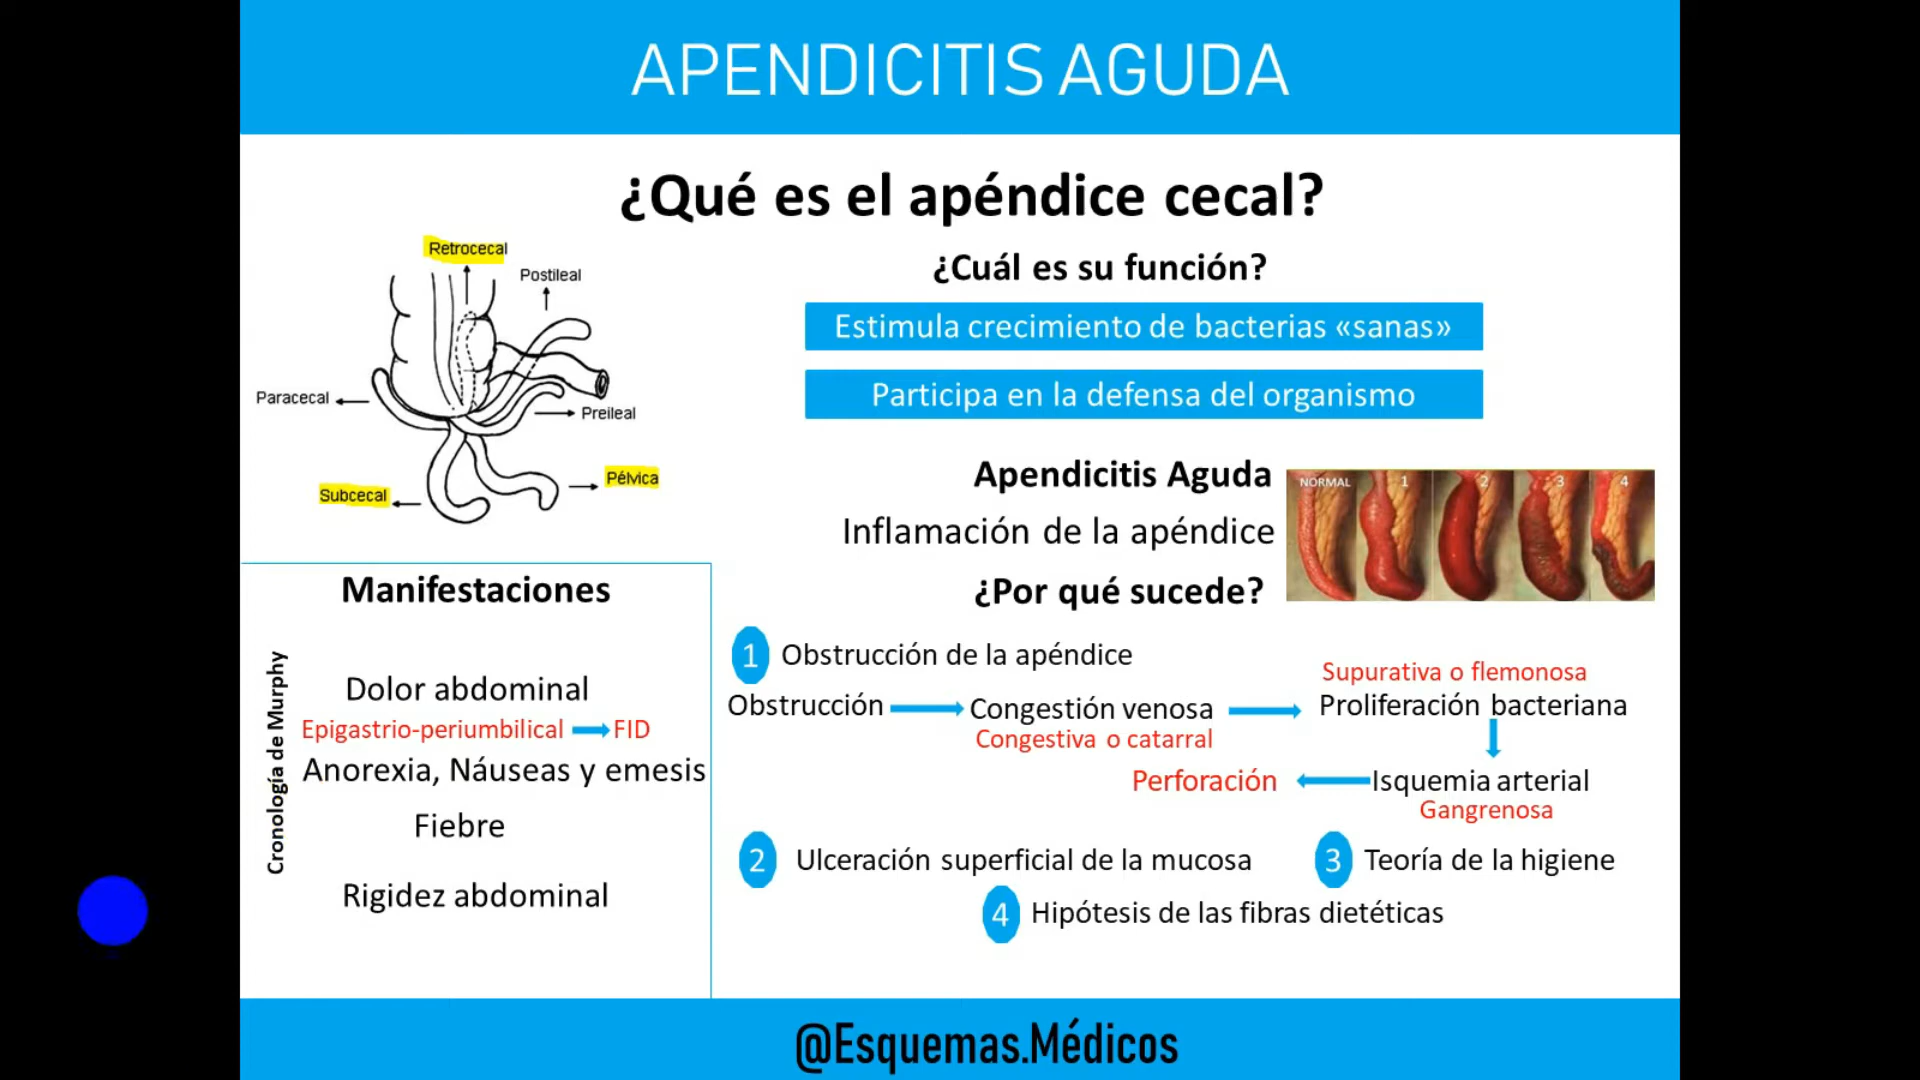 APENDICITIS AGUDA
¿Qué es el apéndice cecal?
Retrocecal
Postileal
Paracecal
Preileal
Pélvica
Subcecal
¿Cuál es su función?
Estimula crecimiento de bacterias «sanas»
Participa en la defensa del organismo
Apendicitis Aguda
Inflamación de la apéndice
NORMAL 1 2 3 4
¿Por qué sucede?
1 Obstrucción de la apéndice
Obstrucción
Congestión venosa
Congestiva o catarral
Supurativa o flemonosa
Proliferación bacteriana
Isquemia arterial
Gangrenosa
Perforación
2 Ulceración superficial de la mucosa
3 Teoría de la higiene
4 Hipótesis de las fibras dietéticas
Manifestaciones
Cronología de Murphy
Dolor abdominal
Epigastrio-periumbilical FID
Anorexia, Náuseas y emesis
Fiebre
Rigidez abdominal
@Esquemas.Médicos